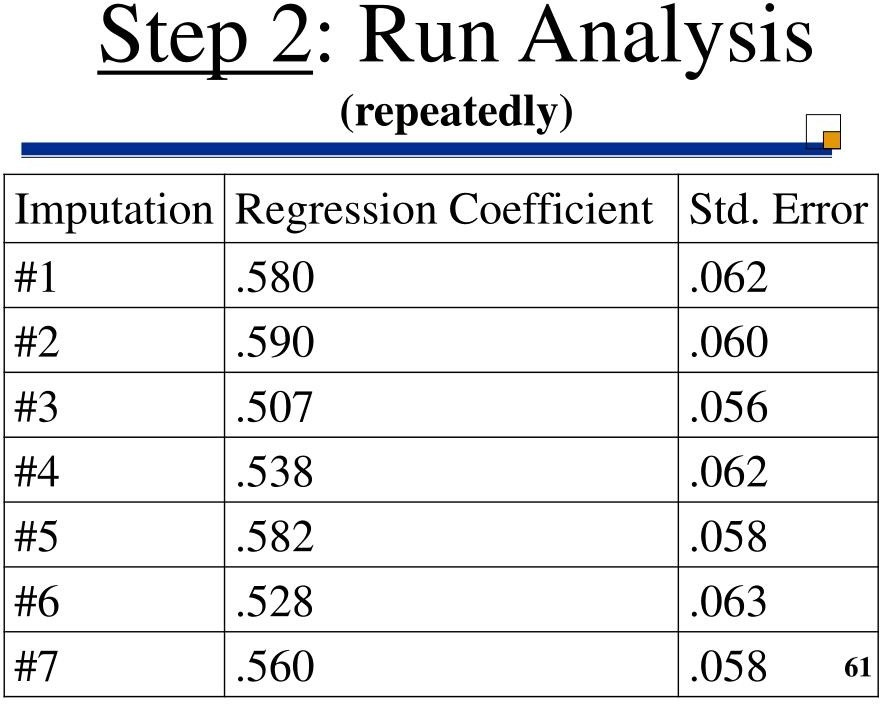 Step 2: Run Analysis
(repeatedly)
Imputation Regression Coefficient Std. Error
#1 .580 .062
#2 .590 .060
#3 .507 .056
#4 .538 .062
#5 .582 .058
#6 .528 .063
#7 .560 .058
61